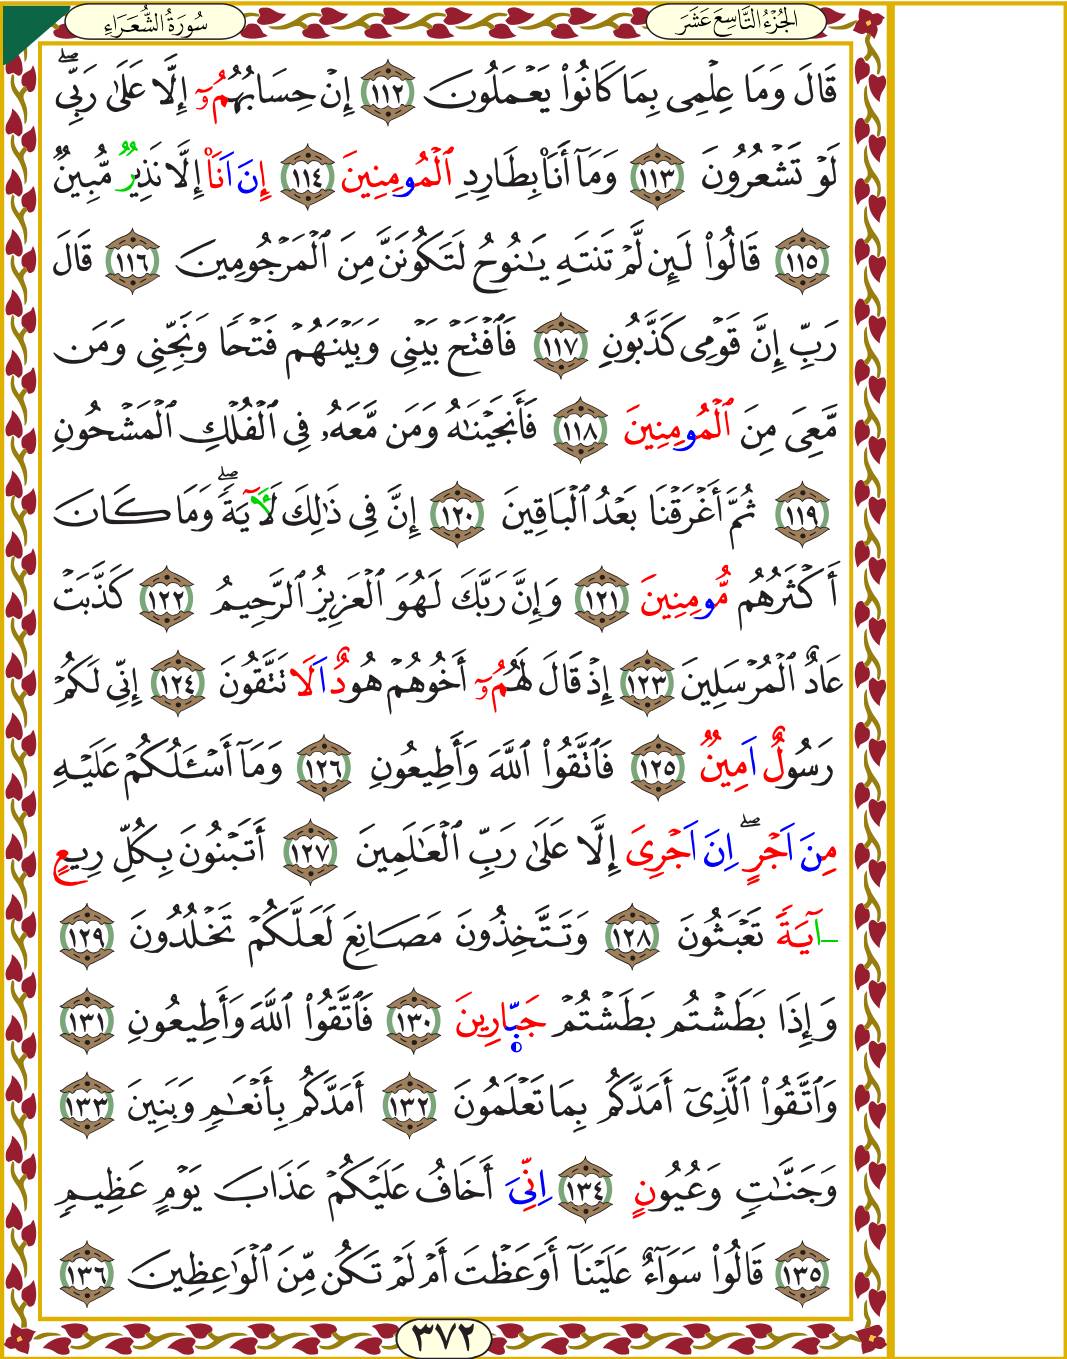 الجُزْءُ التَّاسِعَ عَشَرَ
سُورَةُ الشُّعَرَاءِ
قَالَ وَمَا عِلْمِى بِمَا كَانُوا۟ يَعْمَلُونَ ١١٢ إِنْ حِسَابُهُمُۥٓ إِلَّا عَلَىٰ رَبِّىۖ
لَوْ تَشْعُرُونَ ١١٣ وَمَآ أَنَا۠ بِطَارِدِ ٱلْمُومِنِينَ ١١٤ إِنَ اَنَا۠ إِلَّا نَذِيرٌ مُّبِينٌ
١١٥ قَالُوا۟ لَئِن لَّمْ تَنتَهِ يَٰنُوحُ لَتَكُونَنَّ مِنَ ٱلْمَرْجُومِينَ ١١٦ قَالَ
رَبِّ إِنَّ قَوْمِى كَذَّبُونِ ١١٧ فَٱفْتَحْ بَيْنِى وَبَيْنَهُمْ فَتْحًا وَنَجِّنِى وَمَن
مَّعِىَ مِنَ ٱلْمُومِنِينَ ١١٨ فَأَنجَيْنَٰهُ وَمَن مَّعَهُۥ فِى ٱلْفُلْكِ ٱلْمَشْحُونِ
١١٩ ثُمَّ أَغْرَقْنَا بَعْدُ ٱلْبَاقِينَ ١٢٠ إِنَّ فِى ذَٰلِكَ لَأٓيَةًۖ وَمَا كَانَ
أَكْثَرُهُم مُّومِنِينَ ١٢١ وَإِنَّ رَبَّكَ لَهُوَ ٱلْعَزِيزُ ٱلرَّحِيمُ ١٢٢ كَذَّبَتْ
عَادٌ ٱلْمُرْسَلِينَ ١٢٣ إِذْ قَالَ لَهُمُۥٓ أَخُوهُمْ هُودٌ اَلَا تَتَّقُونَ ١٢٤ إِنِّى لَكُمْ
رَسُولٌ اَمِينٌ ١٢٥ فَٱتَّقُوا۟ ٱللَّهَ وَأَطِيعُونِ ١٢٦ وَمَآ أَسْـَٔلُكُمْ عَلَيْهِ
مِنَ اَجْرٍۖ اِنَ اَجْرِىَ إِلَّا عَلَىٰ رَبِّ ٱلْعَٰلَمِينَ ١٢٧ أَتَبْنُونَ بِكُلِّ رِيعٍ
ـآيَةً تَعْبَثُونَ ١٢٨ وَتَتَّخِذُونَ مَصَانِعَ لَعَلَّكُمْ تَخْلُدُونَ ١٢٩
وَإِذَا بَطَشْتُم بَطَشْتُمْ جَبّ۪ارِينَ ١٣٠ فَٱتَّقُوا۟ ٱللَّهَ وَأَطِيعُونِ ١٣١
وَٱتَّقُوا۟ ٱلَّذِىٓ أَمَدَّكُم بِمَا تَعْلَمُونَ ١٣٢ أَمَدَّكُم بِأَنْعَٰمٍ وَبَنِينَ ١٣٣
وَجَنَّٰتٍ وَعُيُونٍ ١٣٤ اِنِّىَ أَخَافُ عَلَيْكُمْ عَذَابَ يَوْمٍ عَظِيمٍ
١٣٥ قَالُوا۟ سَوَآءٌ عَلَيْنَآ أَوَعَظْتَ أَمْ لَمْ تَكُن مِّنَ ٱلْوَٰعِظِينَ ١٣٦
٣٧٢